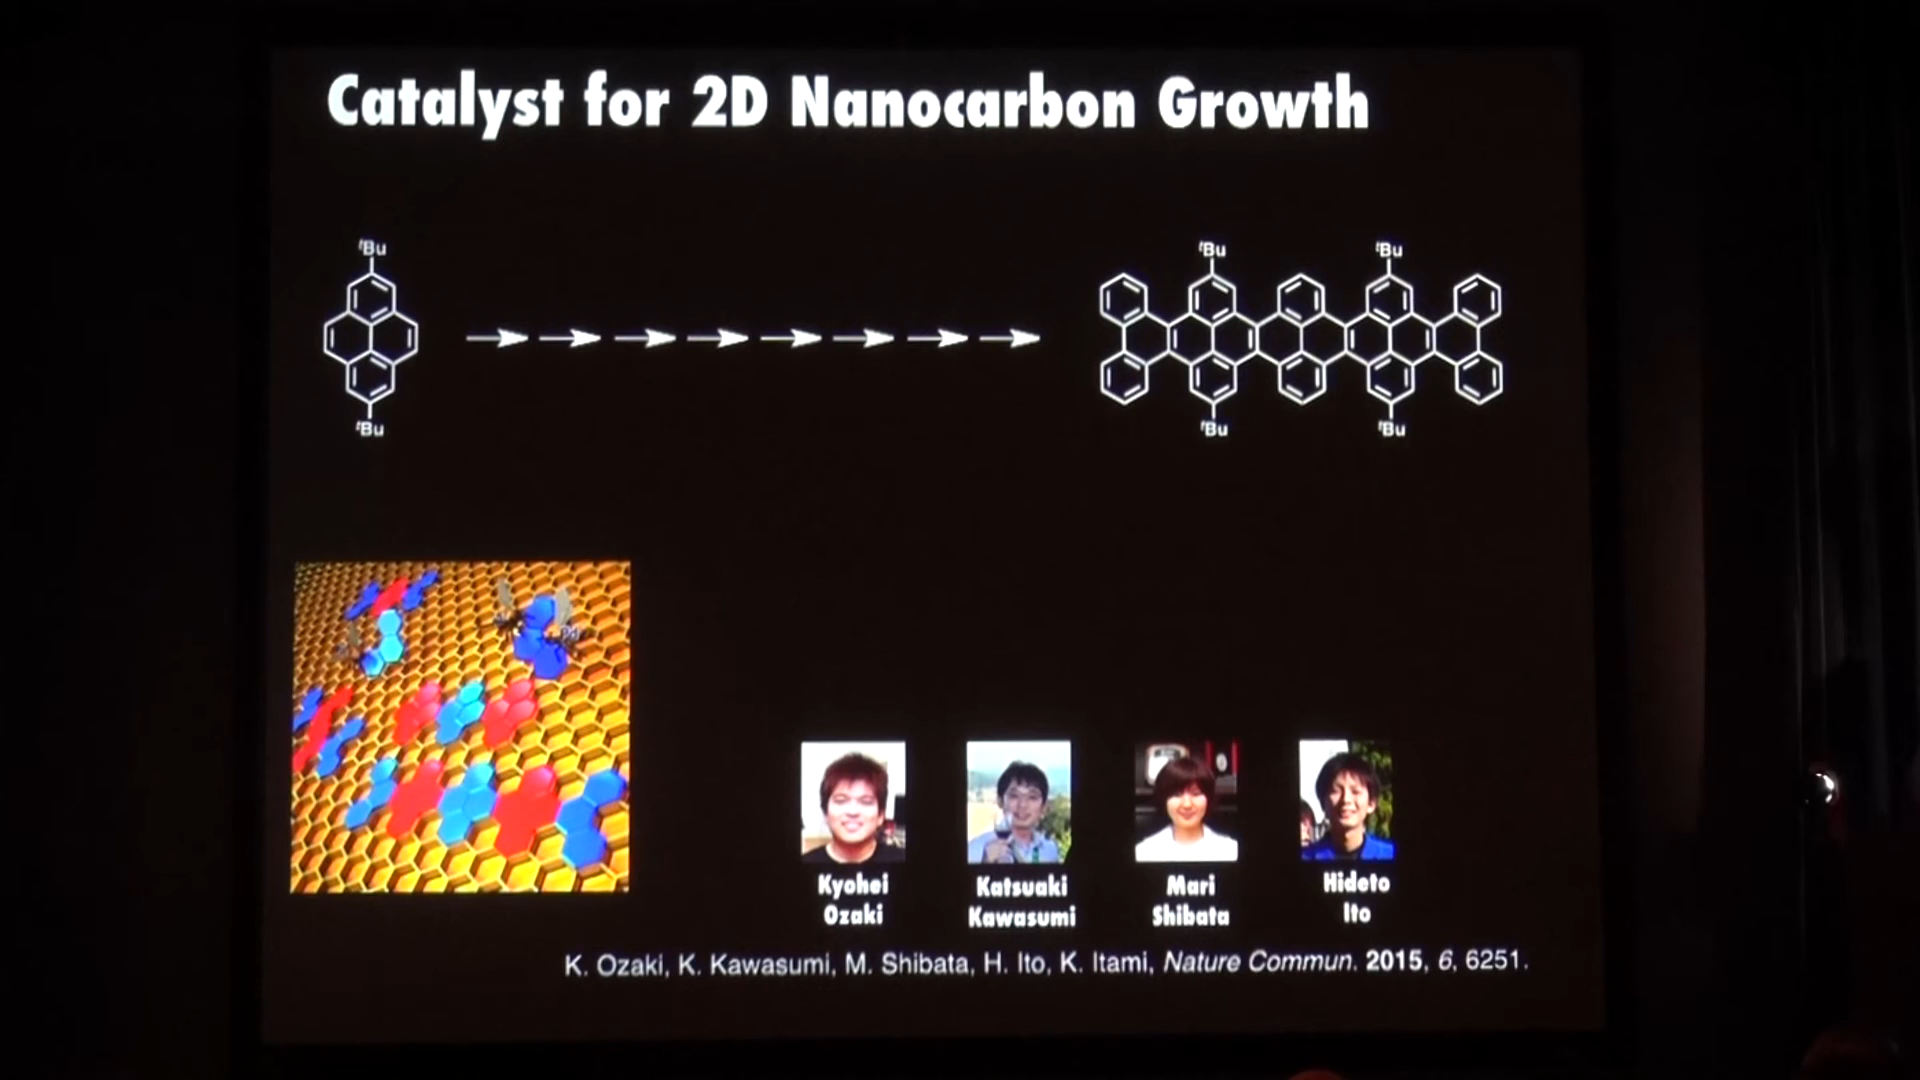 Catalyst for 2D Nanocarbon Growth
tBu
tBu
tBu
tBu
tBu
tBu
Pd
Kyohei
Ozaki
Katsuaki
Kawasumi
Mari
Shibata
Hideto
Ito
K. Ozaki, K. Kawasumi, M. Shibata, H. Ito, K. Itami, Nature Commun. 2015, 6, 6251.